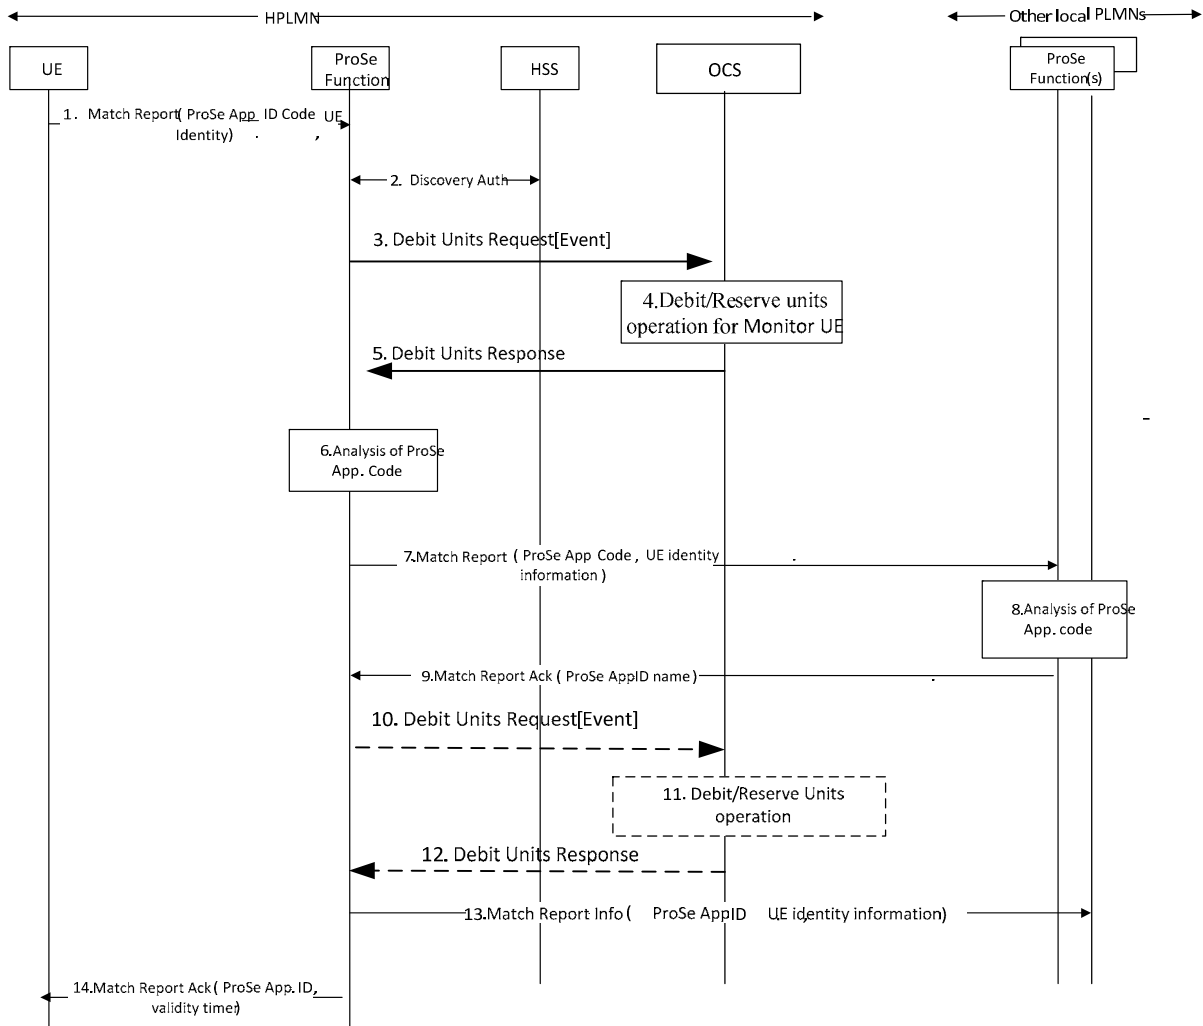 HPLMN
Other local PLMNs
UE
ProSe
Function
HSS
OCS
ProSe
Function(s)
1. Match Report( ProSe App ID Code , UE
Identity)
2. Discovery Auth
3. Debit Units Request[Event]
4.Debit/Reserve units
operation for Monitor UE
5. Debit Units Response
6.Analysis of ProSe
App. Code
7.Match Report ( ProSe App Code , UE identity
information )
8.Analysis of ProSe
App. code
9.Match Report Ack ( ProSe AppID name)
10. Debit Units Request[Event]
11. Debit/Reserve Units
operation
12. Debit Units Response
13.Match Report Info ( ProSe AppID , UE identity information)
14.Match Report Ack( ProSe App. ID,
validity timer)